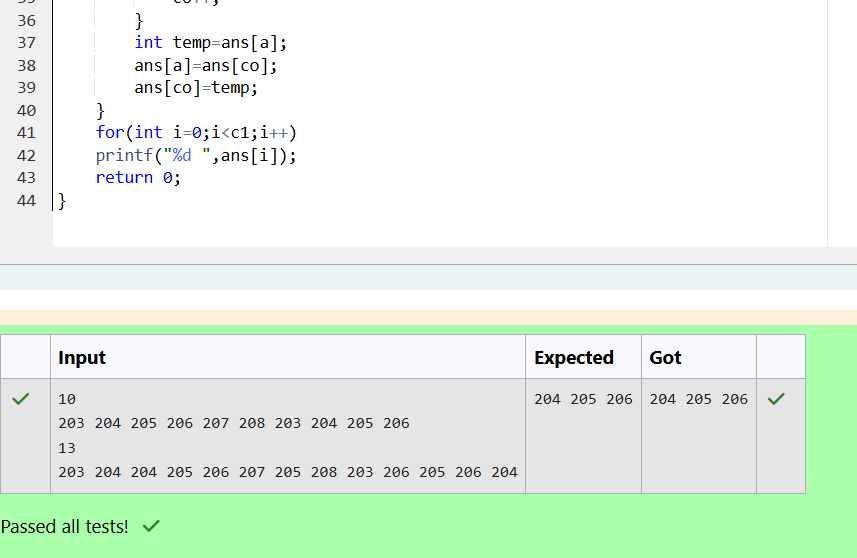 36 }
37 int temp=ans[a];
38 ans[a]=ans[co];
39 ans[co]=temp;
40 }
41 for(int i=0;i<c1;i++)
42 printf("%d ",ans[i]);
43 return 0;
44 }
Input Expected Got
10 204 205 206 204 205 206
203 204 205 206 207 208 203 204 205 206
13
203 204 204 205 206 207 205 208 203 206 205 206 204
Passed all tests!